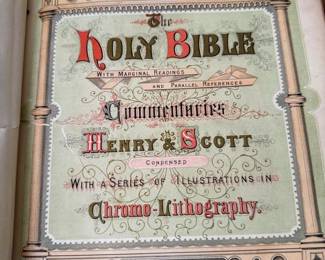 The
HOLY BIBLE
WITH MARGINAL READINGS
AND PARALLEL REFERENCES
Commentaries
HENRY & SCOTT
CONDENSED
WITH A SERIES OF ILLUSTRATIONS IN
Chromo-Lithography.